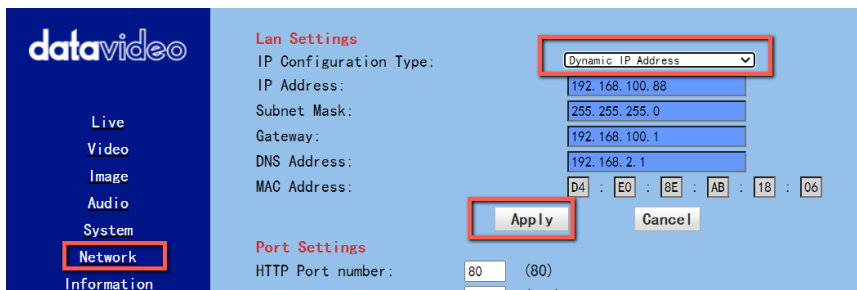 datavideo
Live
Video
Image
Audio
System
Network
Information
Lan Settings
IP Configuration Type: Dynamic IP Address
IP Address: 192.168.100.88
Subnet Mask: 255.255.255.0
Gateway: 192.168.100.1
DNS Address: 192.168.2.1
MAC Address: D4 : E0 : 8E : AB : 18 : 06
Apply Cancel
Port Settings
HTTP Port number: 80 (80)